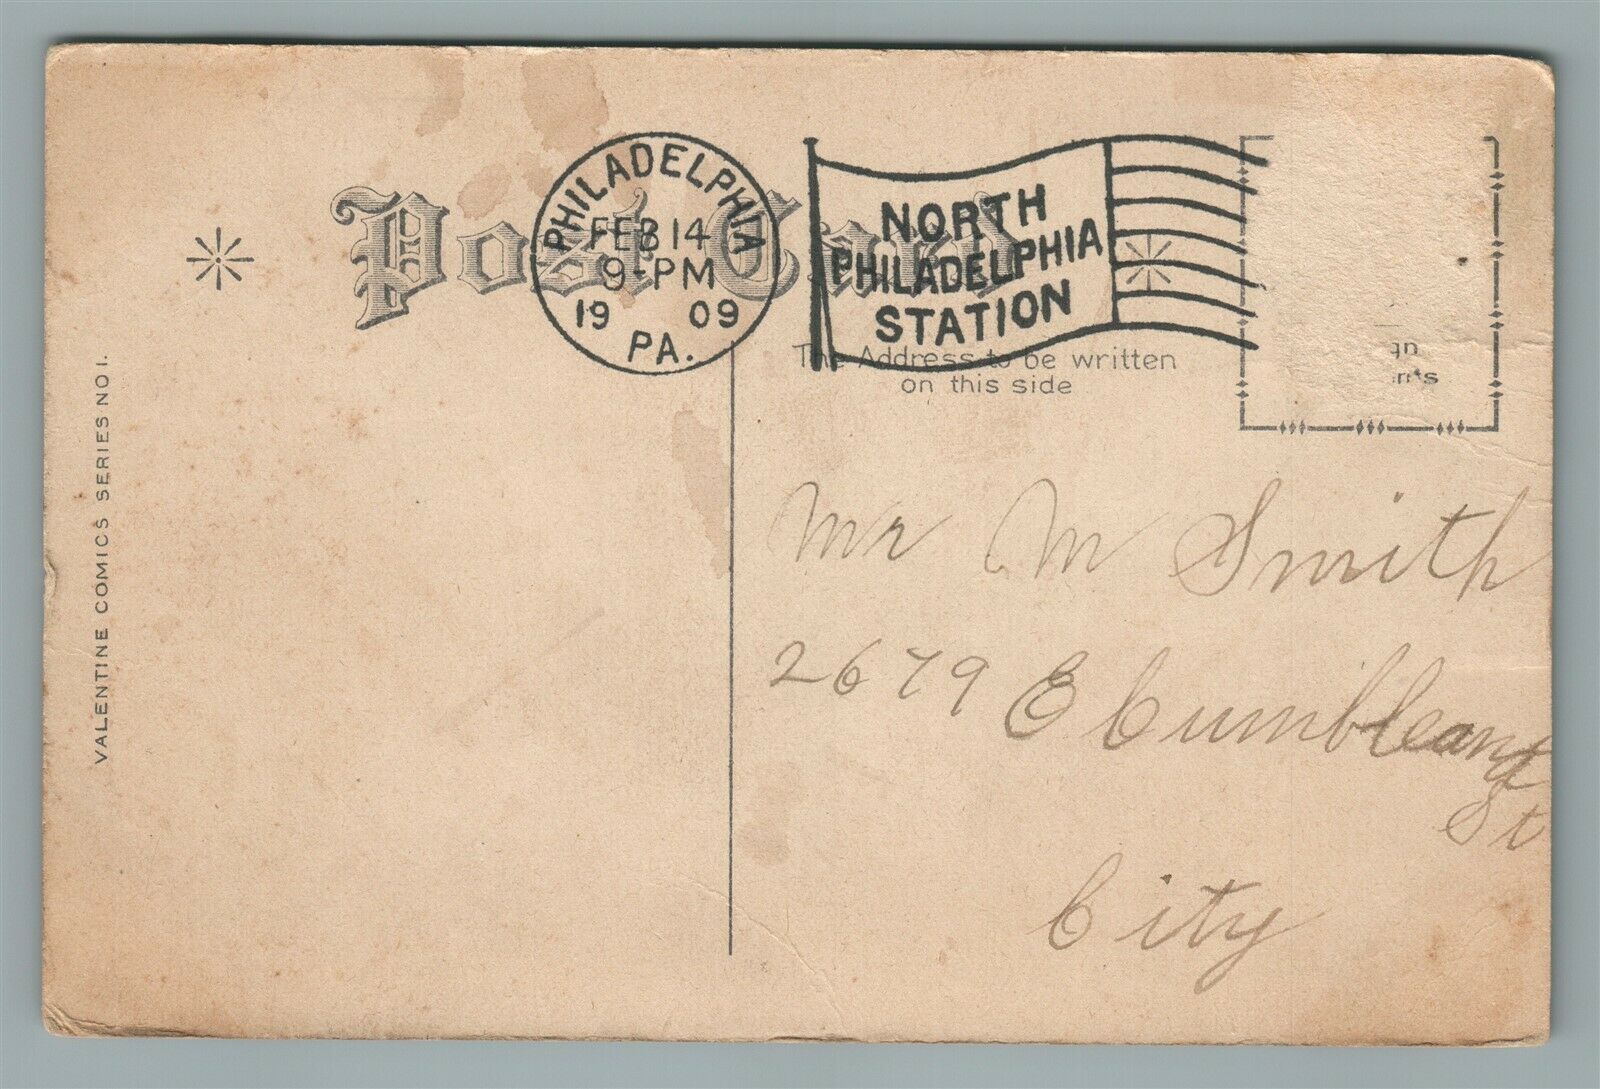 Post Card
PHILADELPHIA
FEB 14
9-PM
19 09
PA.
NORTH
PHILADELPHIA
STATION
The Address to be written
on this side
VALENTINE COMICS SERIES NO 1.
Mr M Smith
2679 E Cumbleand
St
City